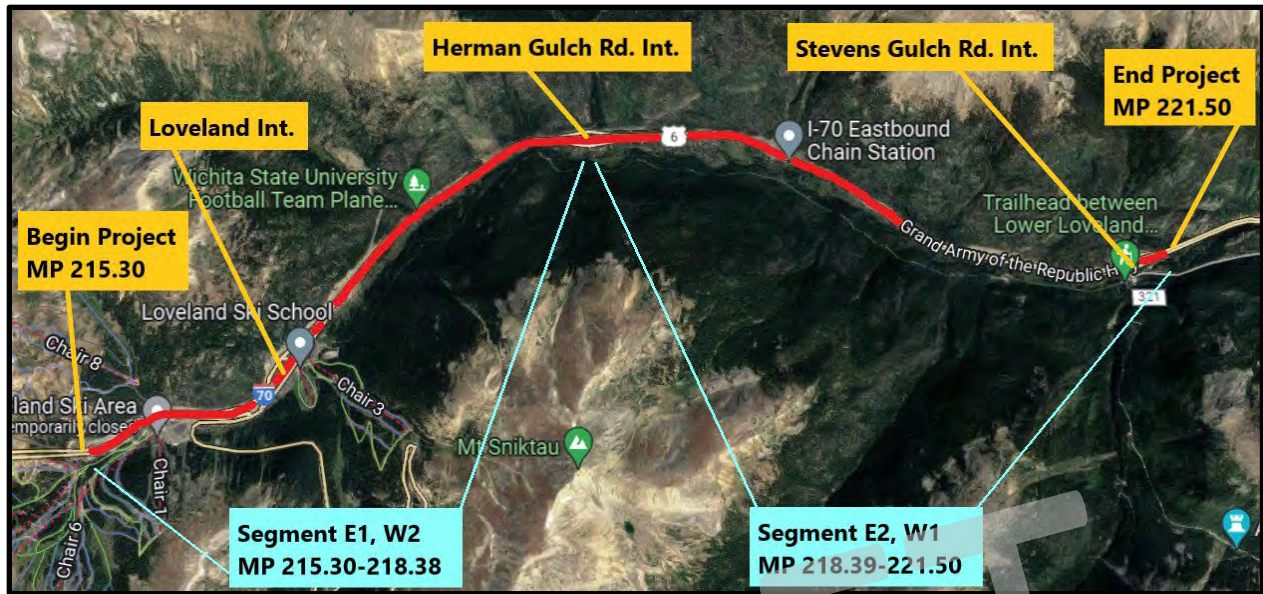 Herman Gulch Rd. Int.
Stevens Gulch Rd. Int.
End Project
MP 221.50
Loveland Int.
6
I-70 Eastbound
Chain Station
Wichita State University
Football Team Plane...
Trailhead between
Lower Loveland...
Begin Project
MP 215.30
Grand Army of the Republic H
321
Loveland Ski School
Chair 8
70
Chair 3
land Ski Area
emporarily close
Chair 1
Mt Sniktau
Chair 6
Segment E1, W2
MP 215.30-218.38
Segment E2, W1
MP 218.39-221.50